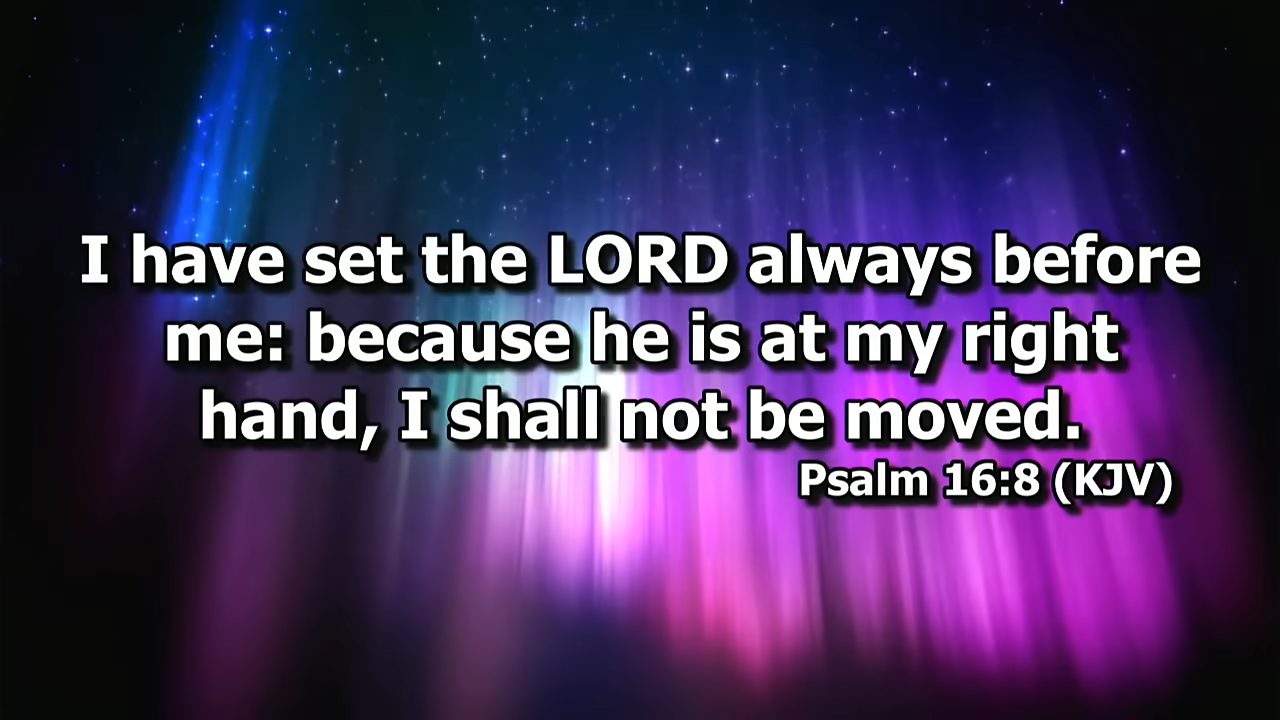 I have set the LORD always before
me: because he is at my right
hand, I shall not be moved.
Psalm 16:8 (KJV)